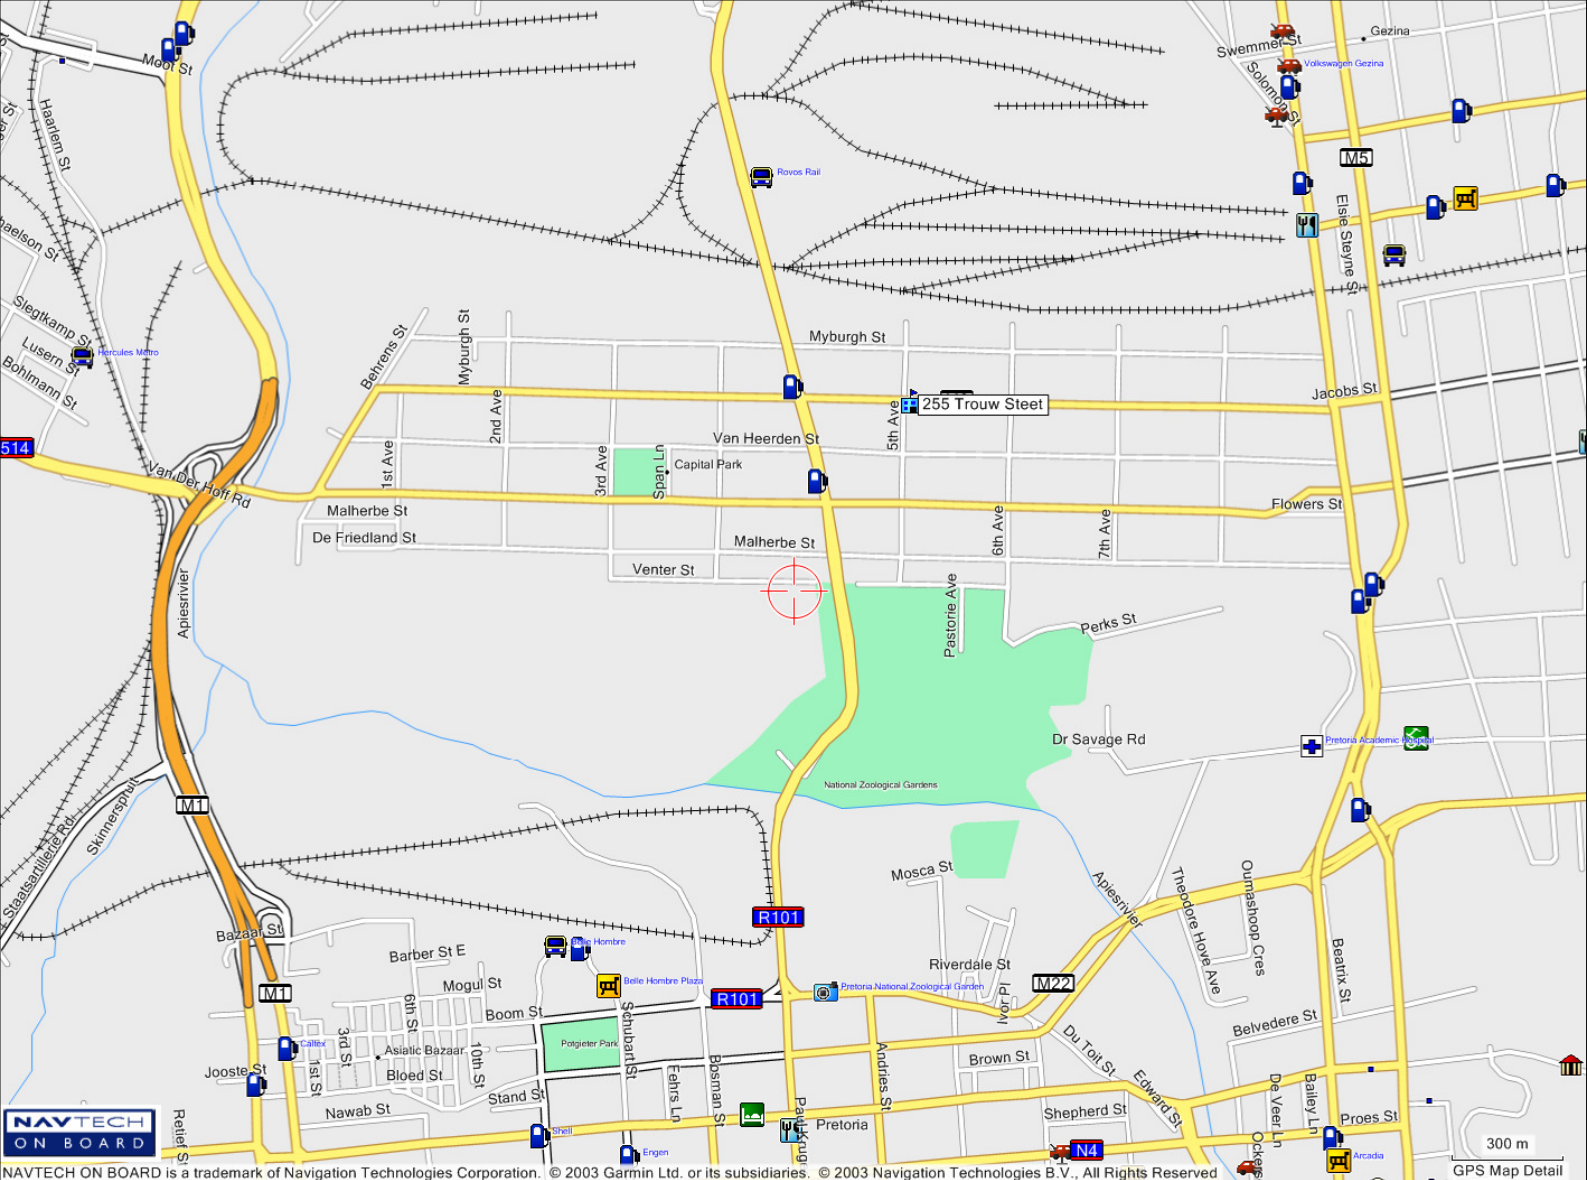 Moot St
Haarlem St
Swemmer St
Gezina
Volkswagen Gezina
Solomon St
M5
Rovos Rail
Elsie Steyne St
haelson St
Slegtkamp St
Lusern St
Bohlmann St
Hercules Metro
Behrens St
Myburgh St
Myburgh St
Jacobs St
255 Trouw Steet
2nd Ave
5th Ave
514
Van Heerden St
1st Ave
3rd Ave
Span Ln
Capital Park
Van Der Hoff Rd
Flowers St
Malherbe St
De Friedland St
Malherbe St
6th Ave
7th Ave
Venter St
Apiesrivier
Pastorie Ave
Perks St
Dr Savage Rd
Pretoria Academic Hospital
National Zoological Gardens
M1
Skinnerspruit
Staatsartillerie Rd
Mosca St
Apiesrivier
Theodore Hove Ave
Oumashoop Cres
R101
Bazaar St
Barber St E
Belle Hombre
Riverdale St
Beatrix St
M1
Mogul St
Belle Hombre Plaza
R101
Pretoria National Zoological Garden
M22
Ivor Pl
6th St
Boom St
Schubart St
Belvedere St
Caltex
3rd St
Asiatic Bazaar
10th St
Potgieter Park
Du Toit St
Jooste St
1st St
Bloed St
Fehrs Ln
Bosman St
Andries St
Brown St
Edward St
De Veer Ln
Bailey Ln
Stand St
Nawab St
Shepherd St
Proes St
NAVTECH
ON BOARD
Retief St
Shell
Paul Kruge
Pretoria
Engen
N4
Ockerse
Arcadia
300 m
NAVTECH ON BOARD is a trademark of Navigation Technologies Corporation. © 2003 Garmin Ltd. or its subsidiaries. © 2003 Navigation Technologies B.V., All Rights Reserved
GPS Map Detail